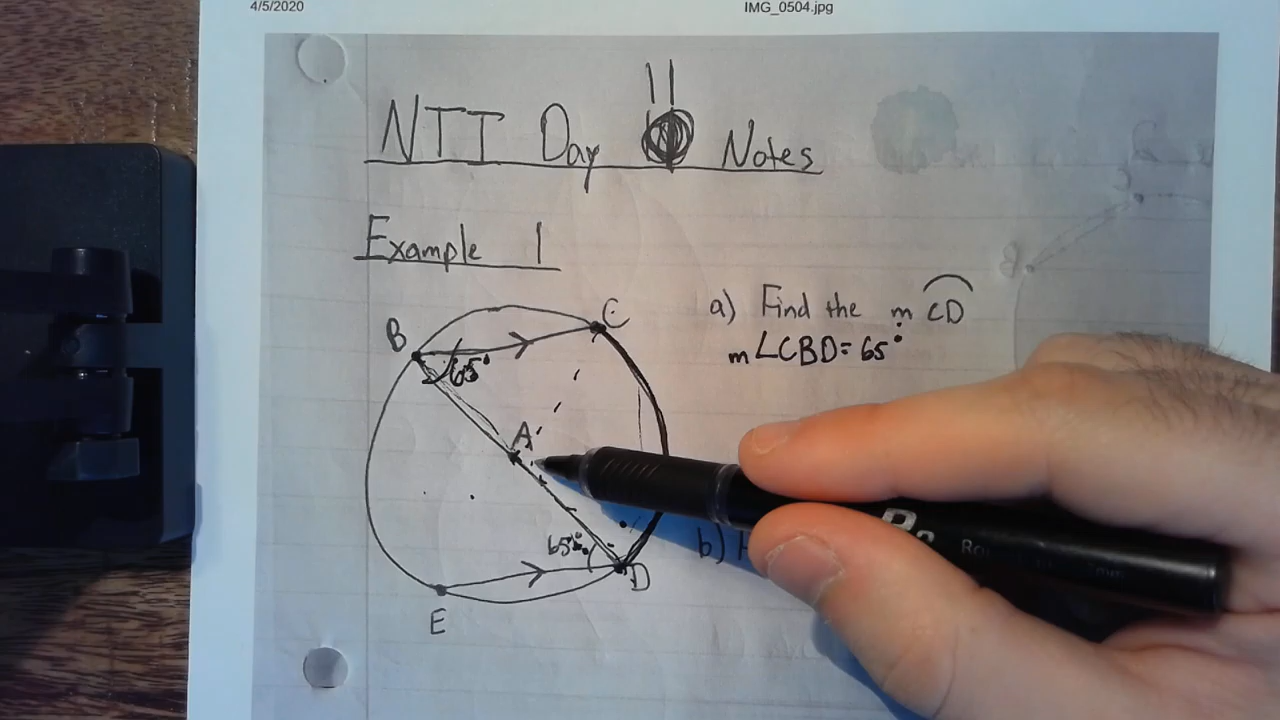 4/5/2020 IMG_0504.jpg
11
NTI Day Notes
Example 1
a) Find the m CD
m∠CBD=65°
B C
65°
A
65°
b)
D
E